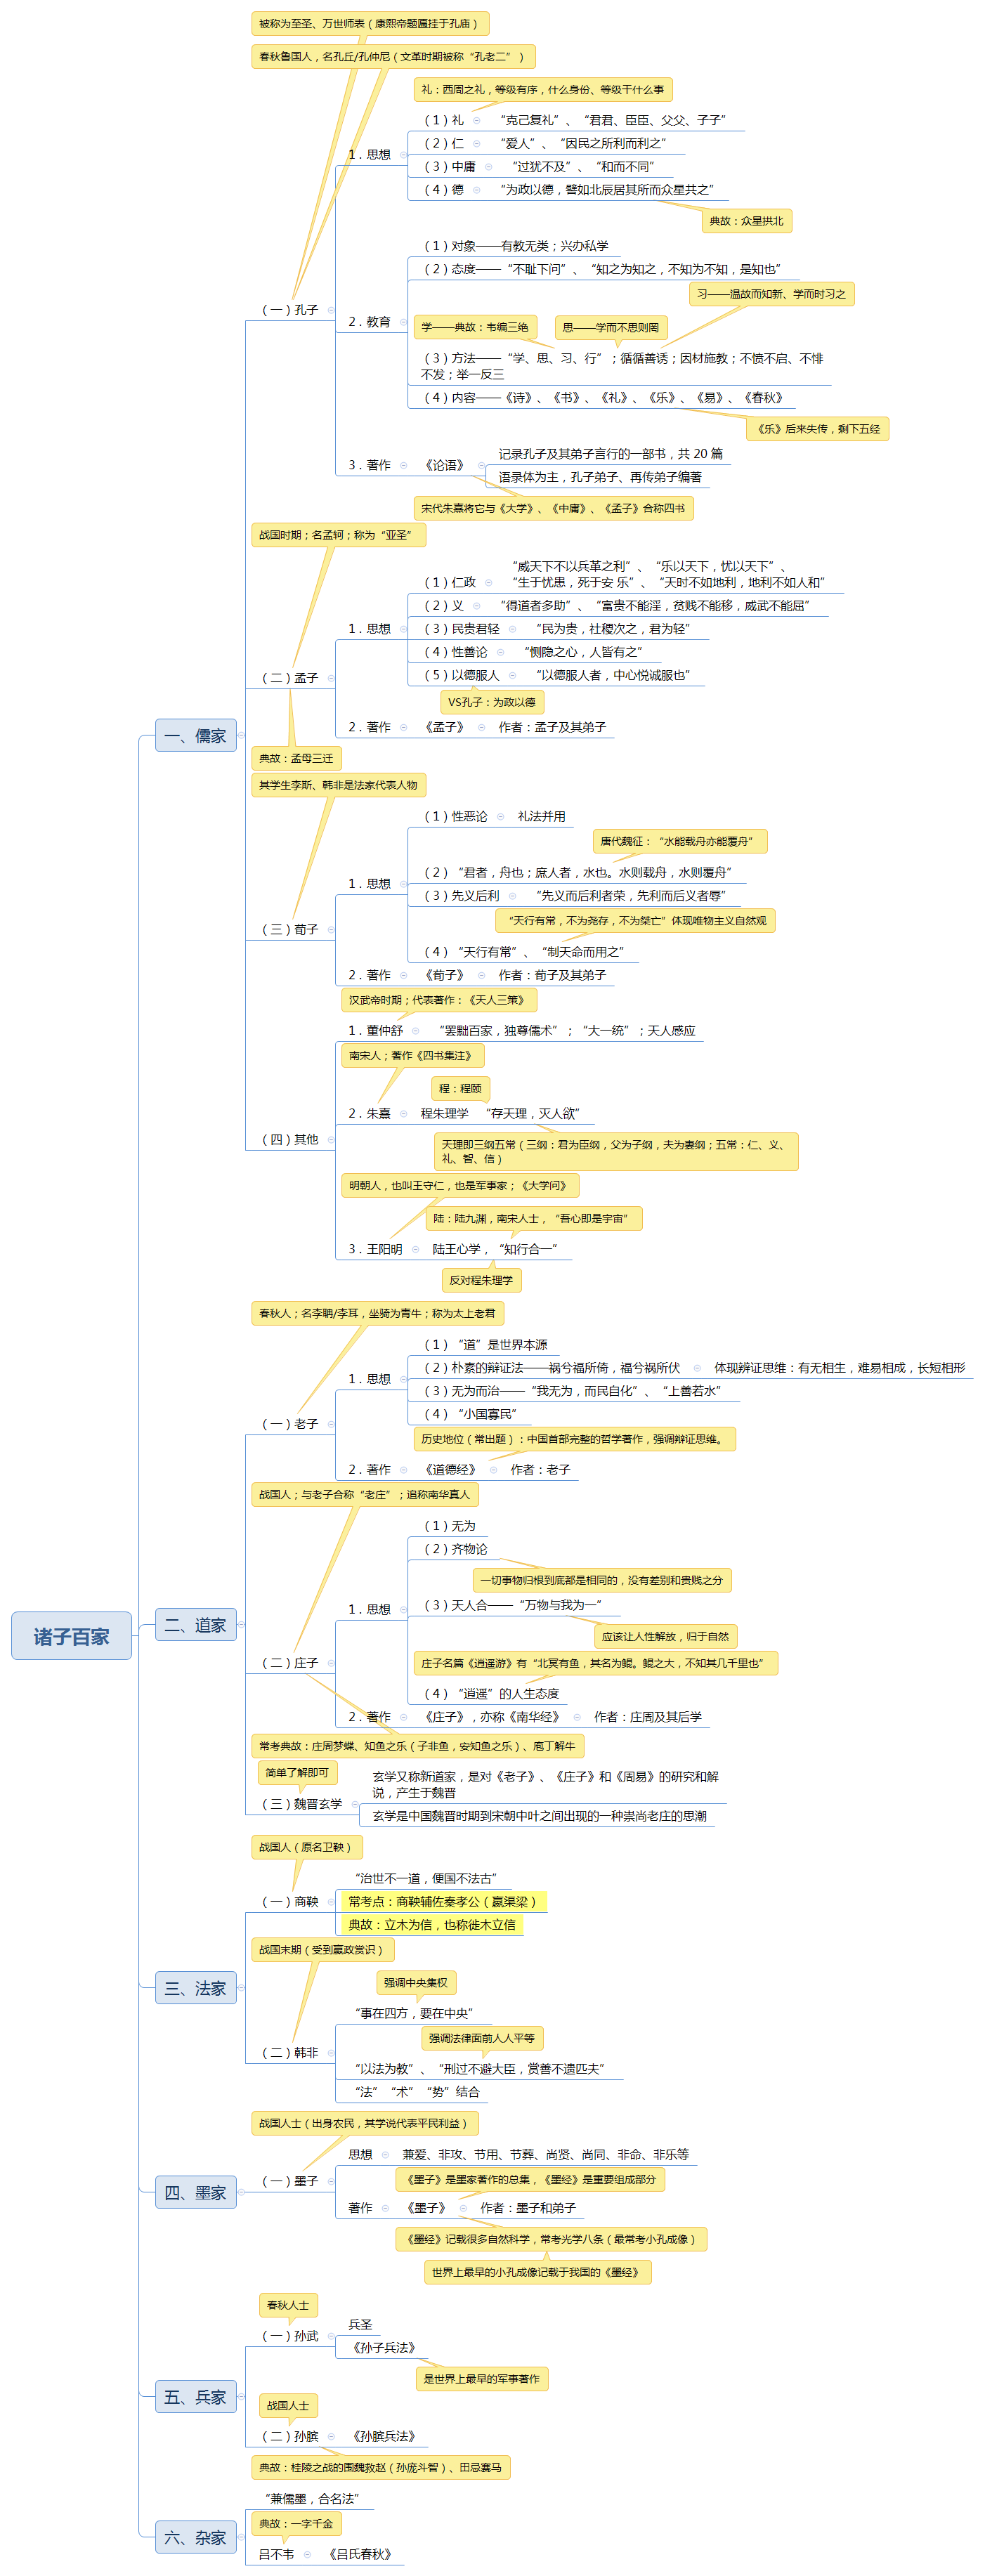 被称为至圣、万世师表（康熙帝题匾挂于孔庙）
春秋鲁国人，名孔丘/孔仲尼（文革时期被称“孔老二”）
礼：西周之礼，等级有序，什么身份、等级干什么事
（1）礼 “克己复礼”、“君君、臣臣、父父、子子”
（2）仁 “爱人”、“因民之所利而利之”
1．思想
（3）中庸 “过犹不及”、“和而不同”
（4）德 “为政以德，譬如北辰居其所而众星共之”
典故：众星拱北
（1）对象——有教无类；兴办私学
（2）态度——“不耻下问”、“知之为知之，不知为不知，是知也”
习——温故而知新、学而时习之
（一）孔子
2．教育
学——典故：韦编三绝
思——学而不思则罔
（3）方法——“学、思、习、行”；循循善诱；因材施教；不愤不启、不悱
不发；举一反三
（4）内容——《诗》、《书》、《礼》、《乐》、《易》、《春秋》
《乐》后来失传，剩下五经
记录孔子及其弟子言行的一部书，共 20 篇
3．著作 《论语》
语录体为主，孔子弟子、再传弟子编著
宋代朱熹将它与《大学》、《中庸》、《孟子》合称四书
战国时期；名孟轲；称为“亚圣”
“威天下不以兵革之利”、“乐以天下，忧以天下”、
（1）仁政
“生于忧患，死于安 乐”、“天时不如地利，地利不如人和”
（2）义 “得道者多助”、“富贵不能淫，贫贱不能移，威武不能屈”
1．思想
（3）民贵君轻 “民为贵，社稷次之，君为轻”
（4）性善论 “恻隐之心，人皆有之”
（二）孟子
（5）以德服人 “以德服人者，中心悦诚服也”
VS孔子：为政以德
2．著作 《孟子》 作者：孟子及其弟子
一、儒家
典故：孟母三迁
其学生李斯、韩非是法家代表人物
（1）性恶论 礼法并用
唐代魏征：“水能载舟亦能覆舟”
（2）“君者，舟也；庶人者，水也。水则载舟，水则覆舟”
1．思想
（3）先义后利 “先义而后利者荣，先利而后义者辱”
“天行有常，不为尧存，不为桀亡”体现唯物主义自然观
（三）荀子
（4）“天行有常”、“制天命而用之”
2．著作 《荀子》 作者：荀子及其弟子
汉武帝时期；代表著作：《天人三策》
1．董仲舒 “罢黜百家，独尊儒术”；“大一统”；天人感应
南宋人；著作《四书集注》
程：程颐
2．朱熹 程朱理学 “存天理，灭人欲”
（四）其他
天理即三纲五常（三纲：君为臣纲，父为子纲，夫为妻纲；五常：仁、义、
礼、智、信）
明朝人，也叫王守仁，也是军事家；《大学问》
陆：陆九渊，南宋人士，“吾心即是宇宙”
3．王阳明 陆王心学，“知行合一”
反对程朱理学
春秋人；名李聃/李耳，坐骑为青牛；称为太上老君
（1）“道”是世界本源
（2）朴素的辩证法——祸兮福所倚，福兮祸所伏 体现辨证思维：有无相生，难易相成，长短相形
1．思想
（3）无为而治——“我无为，而民自化”、“上善若水”
（4）“小国寡民”
（一）老子
历史地位（常出题）：中国首部完整的哲学著作，强调辩证思维。
2．著作 《道德经》 作者：老子
战国人；与老子合称“老庄”；追称南华真人
（1）无为
（2）齐物论
一切事物归根到底都是相同的，没有差别和贵贱之分
1．思想
（3）天人合——“万物与我为一”
二、道家
诸子百家
应该让人性解放，归于自然
（二）庄子
庄子名篇《逍遥游》有“北冥有鱼，其名为鲲。鲲之大，不知其几千里也”
（4）“逍遥”的人生态度
2．著作 《庄子》，亦称《南华经》 作者：庄周及其后学
常考典故：庄周梦蝶、知鱼之乐（子非鱼，安知鱼之乐）、庖丁解牛
简单了解即可
玄学又称新道家，是对《老子》、《庄子》和《周易》的研究和解
说，产生于魏晋
（三）魏晋玄学
玄学是中国魏晋时期到宋朝中叶之间出现的一种崇尚老庄的思潮
战国人（原名卫鞅）
“治世不一道，便国不法古”
（一）商鞅
常考点：商鞅辅佐秦孝公（嬴渠梁）
典故：立木为信，也称徙木立信
战国末期（受到嬴政赏识）
三、法家
强调中央集权
“事在四方，要在中央”
强调法律面前人人平等
（二）韩非
“以法为教”、“刑过不避大臣，赏善不遗匹夫”
“法”“术”“势”结合
战国人士（出身农民，其学说代表平民利益）
思想 兼爱、非攻、节用、节葬、尚贤、尚同、非命、非乐等
（一）墨子
《墨子》是墨家著作的总集，《墨经》是重要组成部分
四、墨家
著作 《墨子》 作者：墨子和弟子
《墨经》记载很多自然科学，常考光学八条（最常考小孔成像）
世界上最早的小孔成像记载于我国的《墨经》
春秋人士
兵圣
（一）孙武
《孙子兵法》
是世界上最早的军事著作
五、兵家
战国人士
（二）孙膑 《孙膑兵法》
典故：桂陵之战的围魏救赵（孙庞斗智）、田忌赛马
“兼儒墨，合名法”
典故：一字千金
六、杂家
吕不韦 《吕氏春秋》